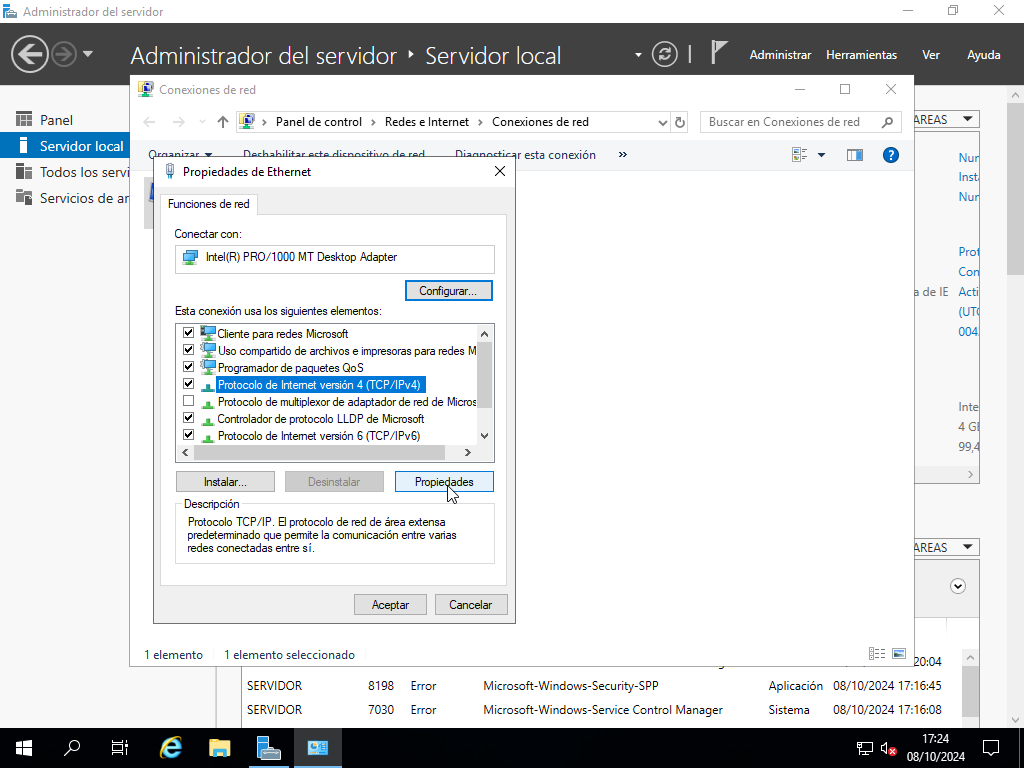 Administrador del servidor
Administrador del servidor ‣ Servidor local
Administrar Herramientas Ver Ayuda
Conexiones de red
Panel de control Redes e Internet Conexiones de red
Buscar en Conexiones de red
Organizar Deshabilitar este dispositivo de red Diagnosticar esta conexión »
Panel
Servidor local
Todos los servi
Servicios de ar
Propiedades de Ethernet
Funciones de red
Conectar con:
Intel(R) PRO/1000 MT Desktop Adapter
Configurar...
Esta conexión usa los siguientes elementos:
Cliente para redes Microsoft
Uso compartido de archivos e impresoras para redes M
Programador de paquetes QoS
Protocolo de Internet versión 4 (TCP/IPv4)
Protocolo de multiplexor de adaptador de red de Micros
Controlador de protocolo LLDP de Microsoft
Protocolo de Internet versión 6 (TCP/IPv6)
Instalar... Desinstalar Propiedades
Descripción
Protocolo TCP/IP. El protocolo de red de área extensa
predeterminado que permite la comunicación entre varias
redes conectadas entre sí.
Aceptar Cancelar
1 elemento 1 elemento seleccionado
AREAS
Nur
Inst
Nur
Prot
Con
a de IE Acti
(UTC
004
Inte
4 GI
99,4
AREAS
20:04
SERVIDOR 8198 Error Microsoft-Windows-Security-SPP Aplicación 08/10/2024 17:16:45
SERVIDOR 7030 Error Microsoft-Windows-Service Control Manager Sistema 08/10/2024 17:16:08
17:24
08/10/2024